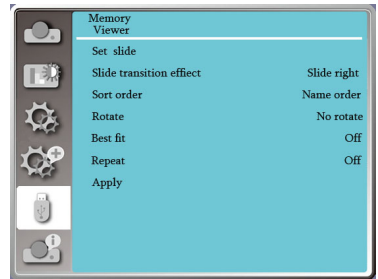 Memory
Viewer
Set slide
Slide transition effiect Slide right
Sort order Name order
Rotate No rotate
Best fit Off
Repeat Off
Apply